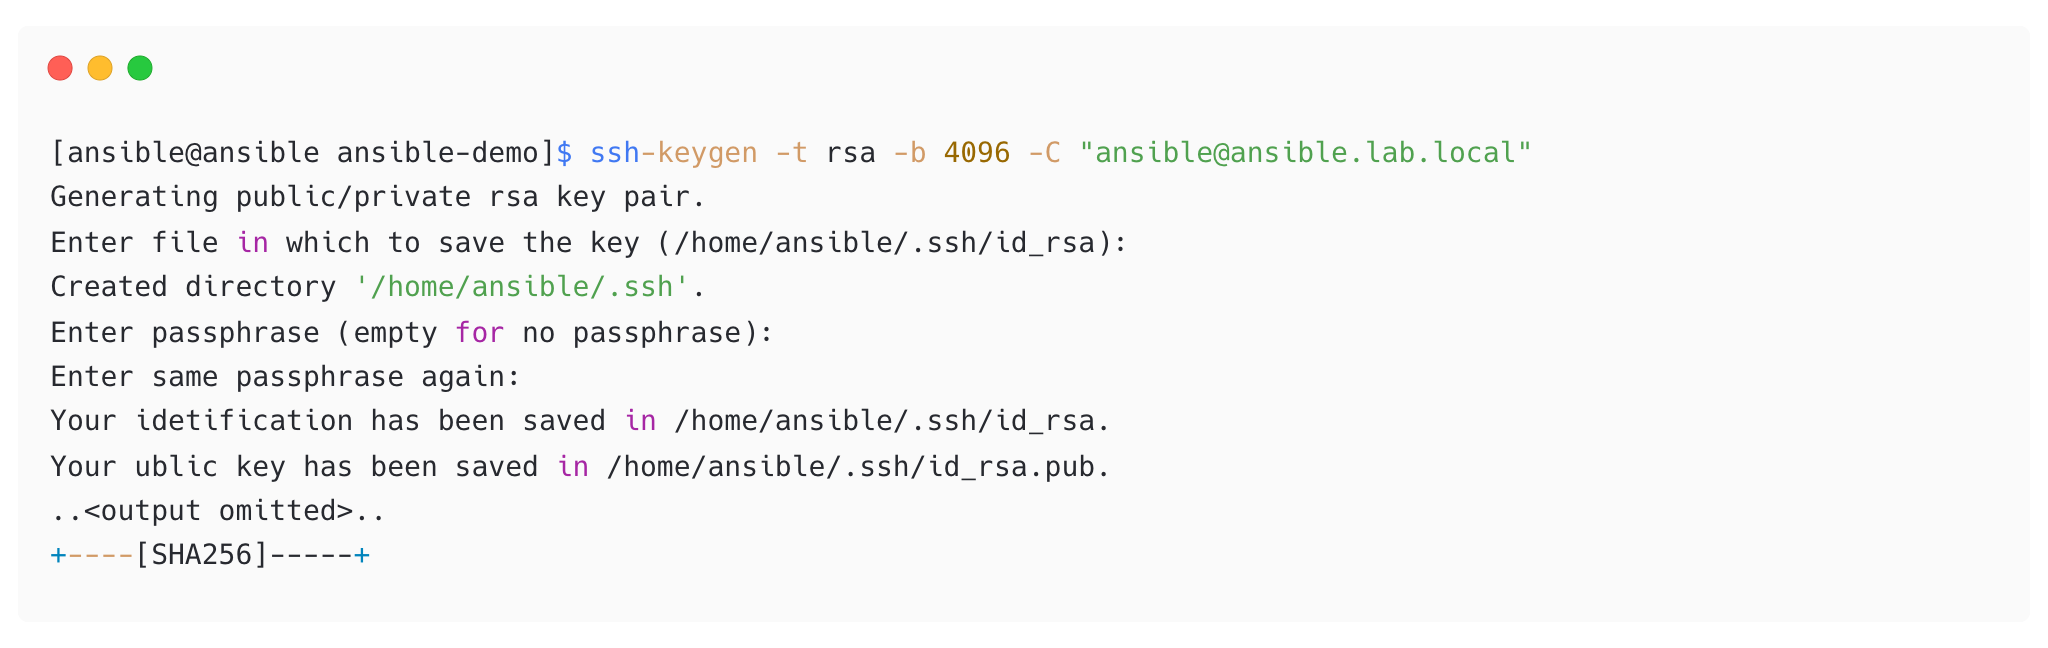 [ansible@ansible ansible-demo]$ ssh-keygen -t rsa -b 4096 -C "ansible@ansible.lab.local"
Generating public/private rsa key pair.
Enter file in which to save the key (/home/ansible/.ssh/id_rsa):
Created directory '/home/ansible/.ssh'.
Enter passphrase (empty for no passphrase):
Enter same passphrase again:
Your idetification has been saved in /home/ansible/.ssh/id_rsa.
Your ublic key has been saved in /home/ansible/.ssh/id_rsa.pub.
..<output omitted>..
+----[SHA256]-----+